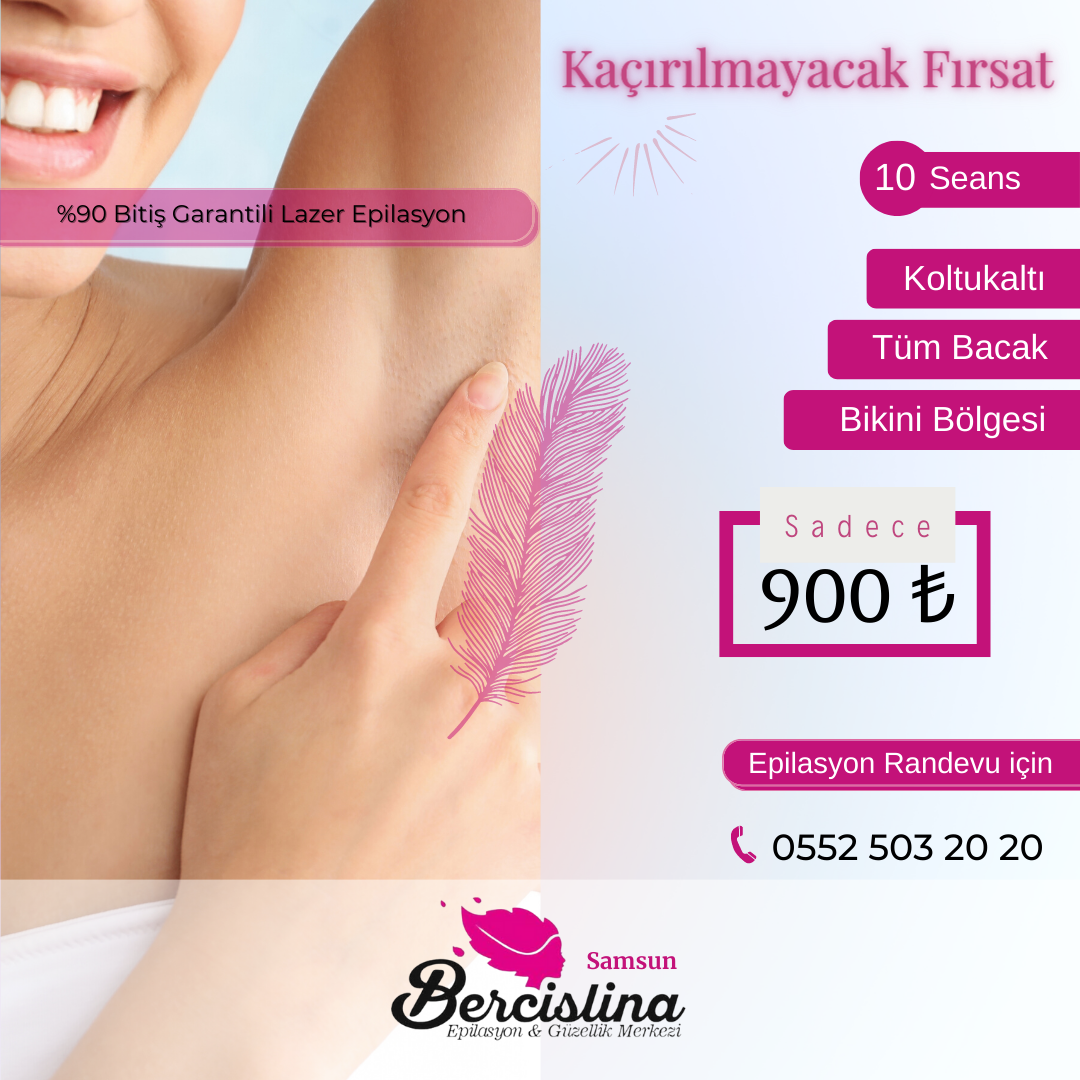 Kaçırılmayacak Fırsat
10 Seans
%90 Bitiş Garantili Lazer Epilasyon
Koltukaltı
Tüm Bacak
Bikini Bölgesi
Sadece
900 ₺
Epilasyon Randevu için
0552 503 20 20
Samsun
Bercislina
Epilasyon & Güzellik Merkezi